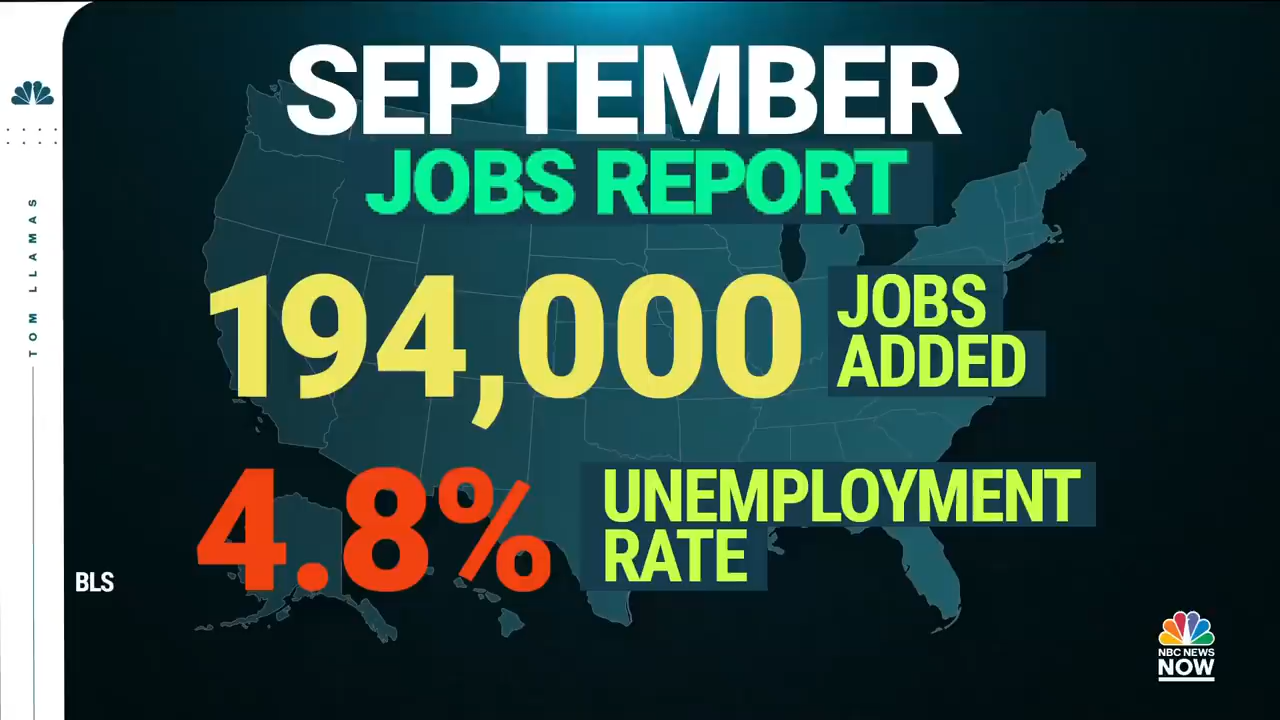 SEPTEMBER
JOBS REPORT
194,000
JOBS
ADDED
4.8%
UNEMPLOYMENT
RATE
BLS
TOM LLAMAS
NBC NEWS
NOW